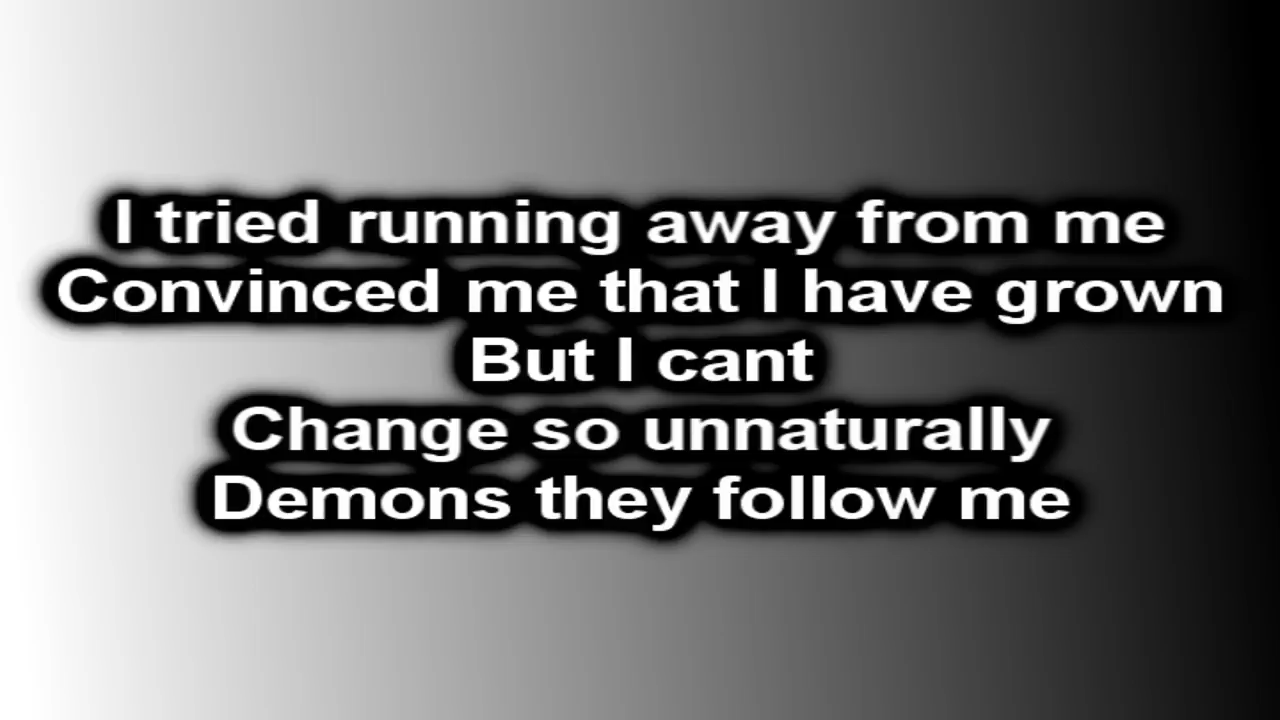 I tried running away from me
Convinced me that I have grown
But I cant
Change so unnaturally
Demons they follow me